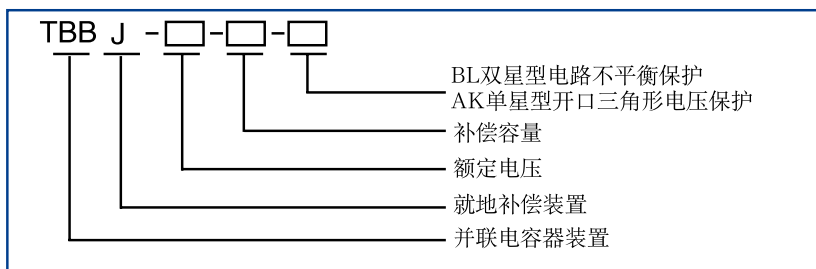 TBB J -□-□-□
BL双星型电路不平衡保护
AK单星型开口三角形电压保护
补偿容量
额定电压
就地补偿装置
并联电容器装置